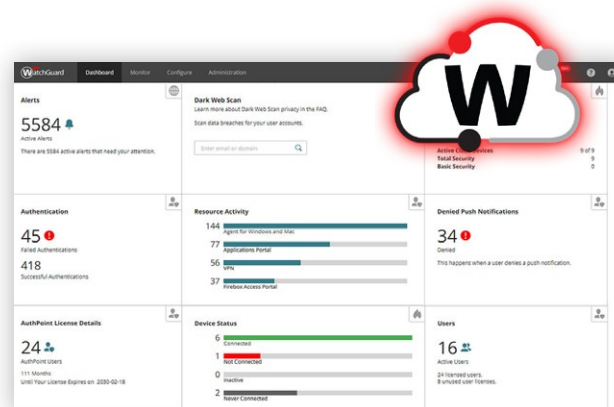 W
WatchGuard Dashboard Monitor Configure Administration
Alerts
5584
Active Alerts
There are 5584 active alerts that need your attention.
Dark Web Scan
Learn more about Dark Web Scan privacy in the FAQ.
Scan data breaches for your user accounts.
Enter email or domain
9 of 9
Total Security 9
Basic Security 0
Authentication
45
Failed Authentications
418
Successful Authentications
Resource Activity
144 Agent for Windows and Mac
77 Applications Portal
56 VPN
37 Firebox Access Portal
Denied Push Notifications
34
Denied
This happens when a user denies a push notification.
AuthPoint License Details
24
AuthPoint Users
111 Months
Until Your License Expires on 2030-02-18
Device Status
6 Connected
1 Not Connected
0 Inactive
2 Never Connected
Users
16
Active Users
24 licensed users.
8 unused user licenses.